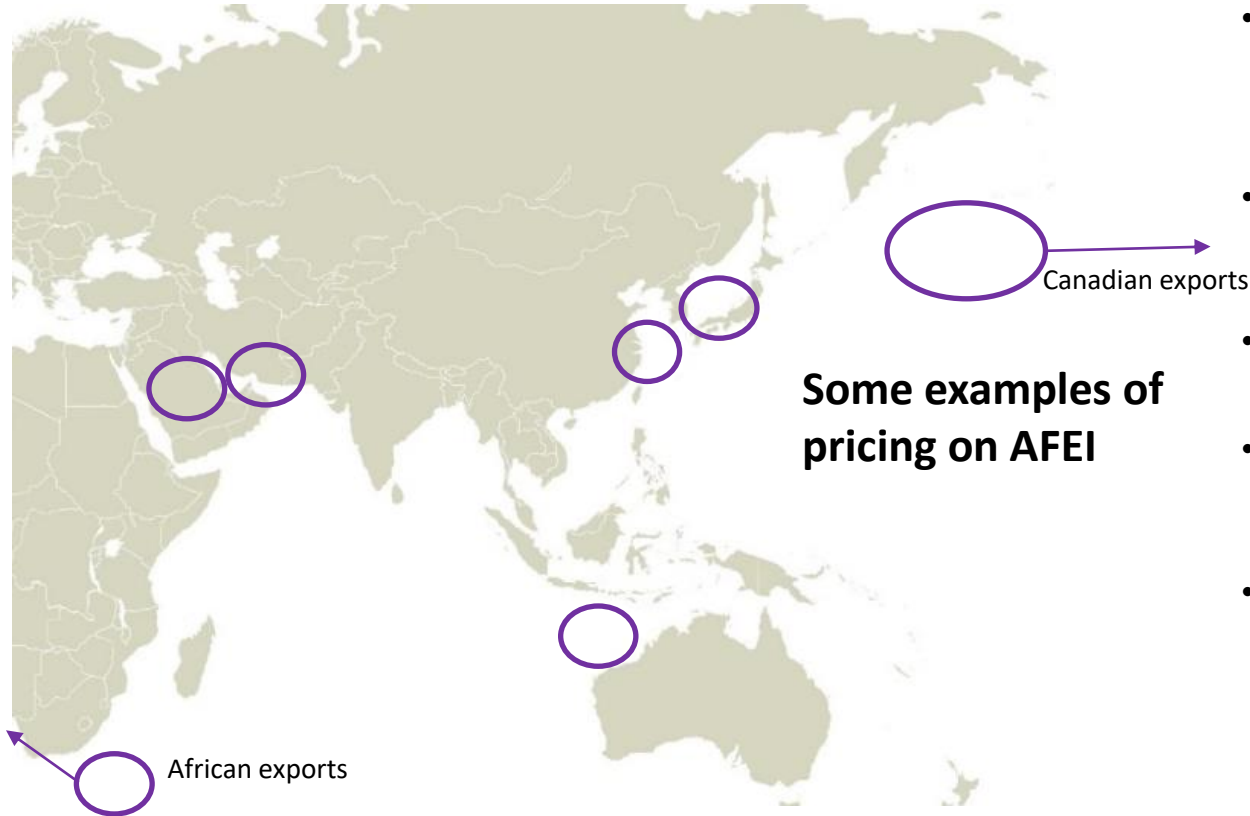 Canadian exports
Some examples of
pricing on AFEI
African exports